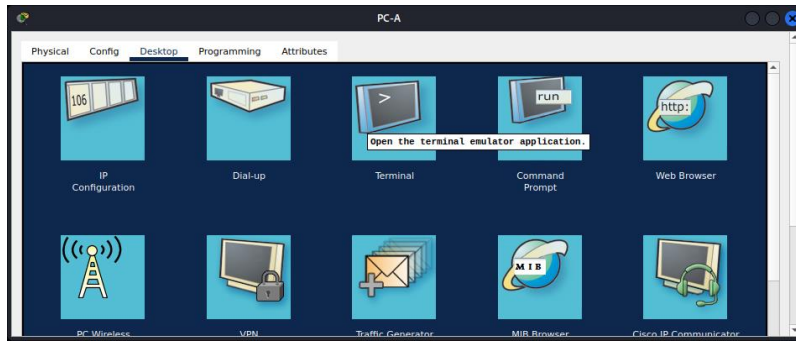 PC-A
Physical Config Desktop Programming Attributes
106
>
run
http:
Open the terminal emulator application.
IP
Configuration
Dial-up
Terminal
Command
Prompt
Web Browser
MIB
PC Wireless
VPN
Traffic Generator
MIB Browser
Cisco IP Communicator